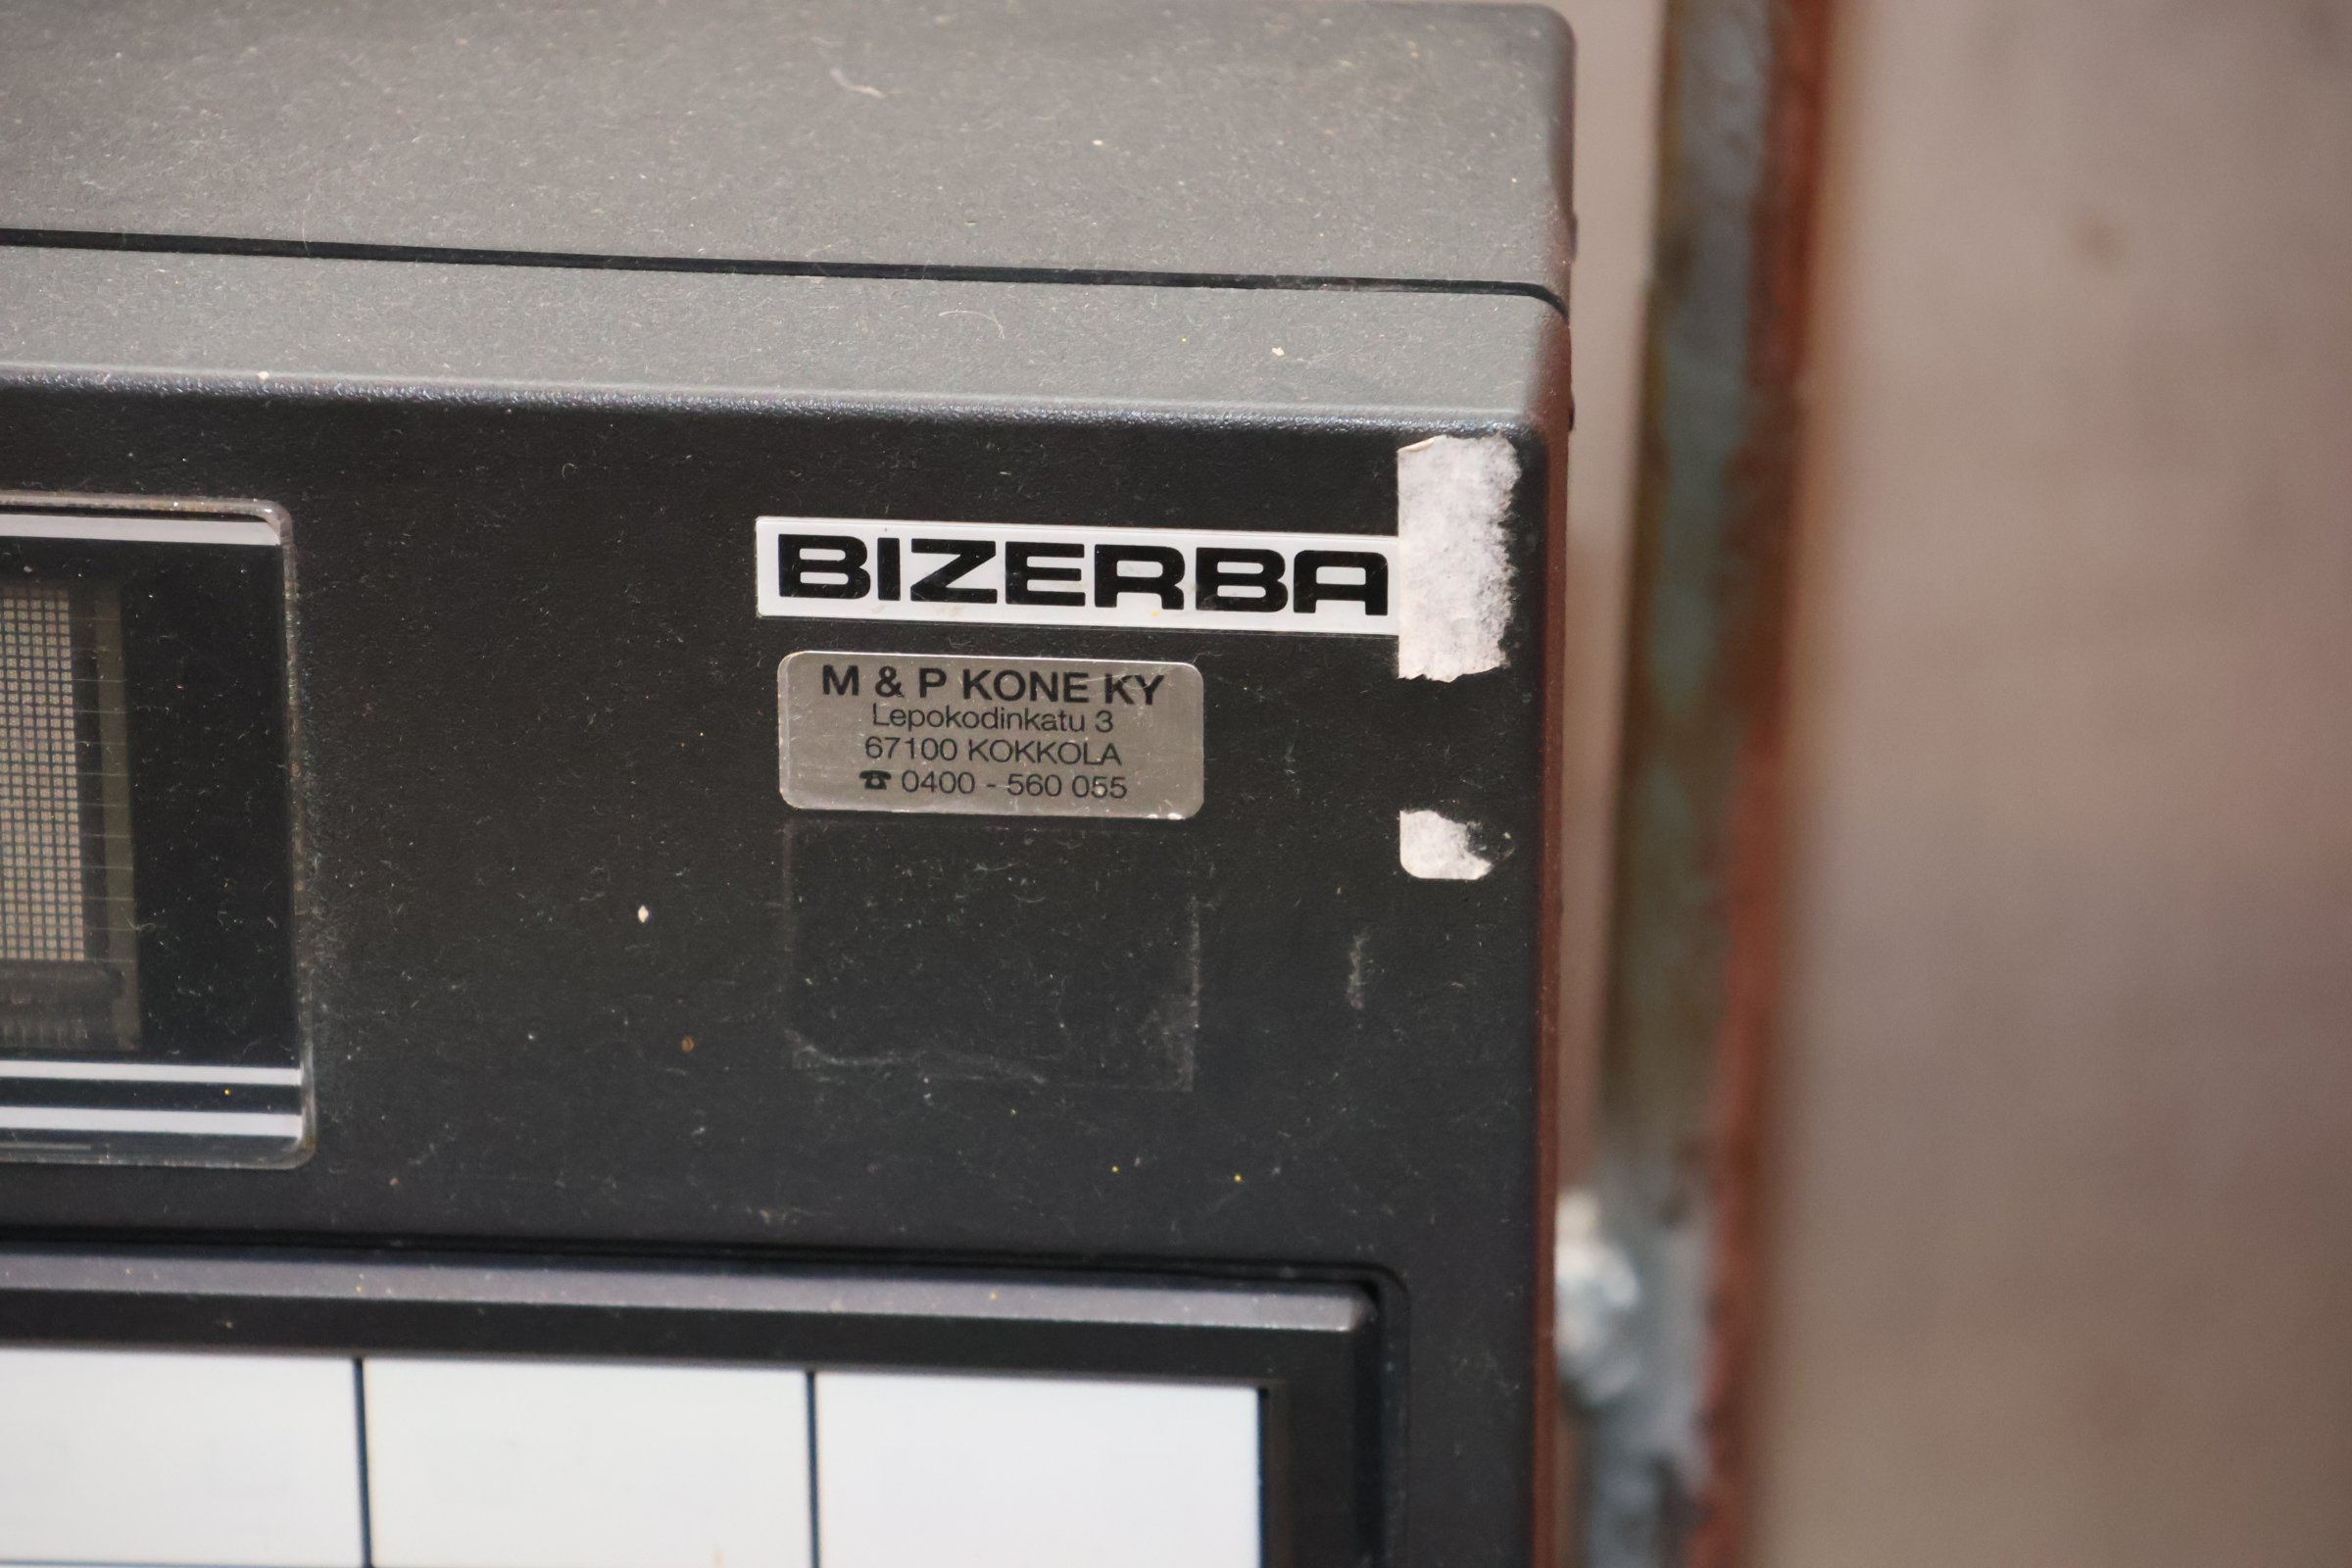 BIZERBA
M & P KONE KY
Lepokodinkatu 3
67100 KOKKOLA
☎ 0400 - 560 055